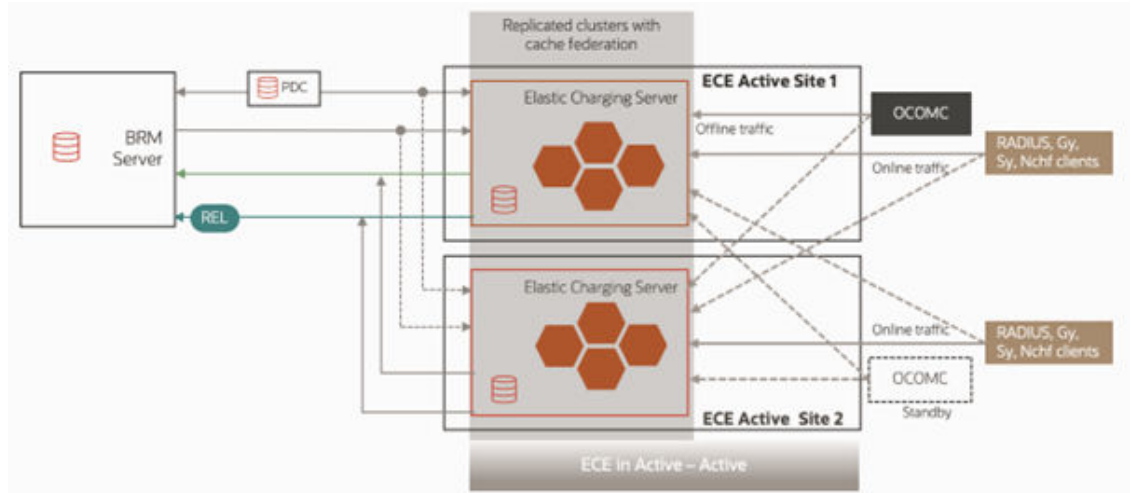 Replicated clusters with
cache federation
ECE Active Site 1
PDC
Elastic Charging Server
OCOMC
Offline traffic
BRM
Server
RADIUS, Gy,
Sy, Nchf clients
Online traffic
REL
Elastic Charging Server
Online traffic
RADIUS, Gy,
Sy, Nchf clients
OCOMC
Standby
ECE Active Site 2
ECE in Active – Active